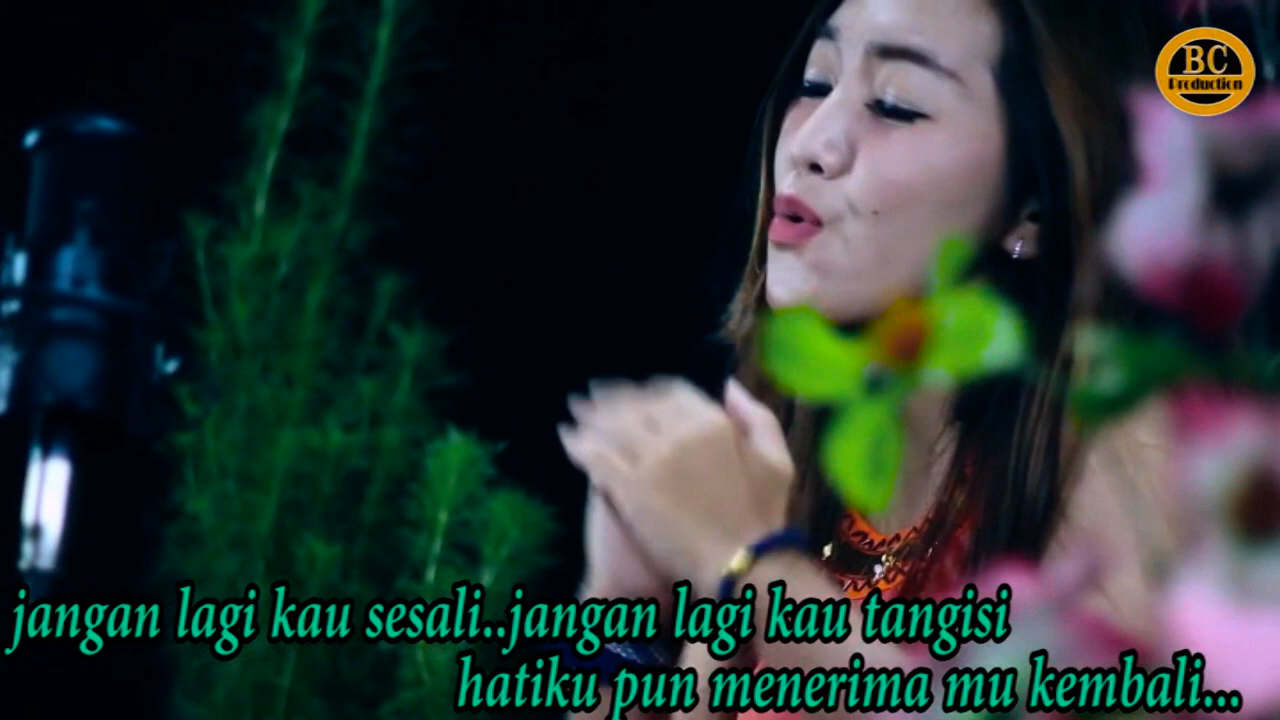 BC
Production
jangan lagi kau sesali..jangan lagi kau tangisi
hatiku pun menerima mu kembali...